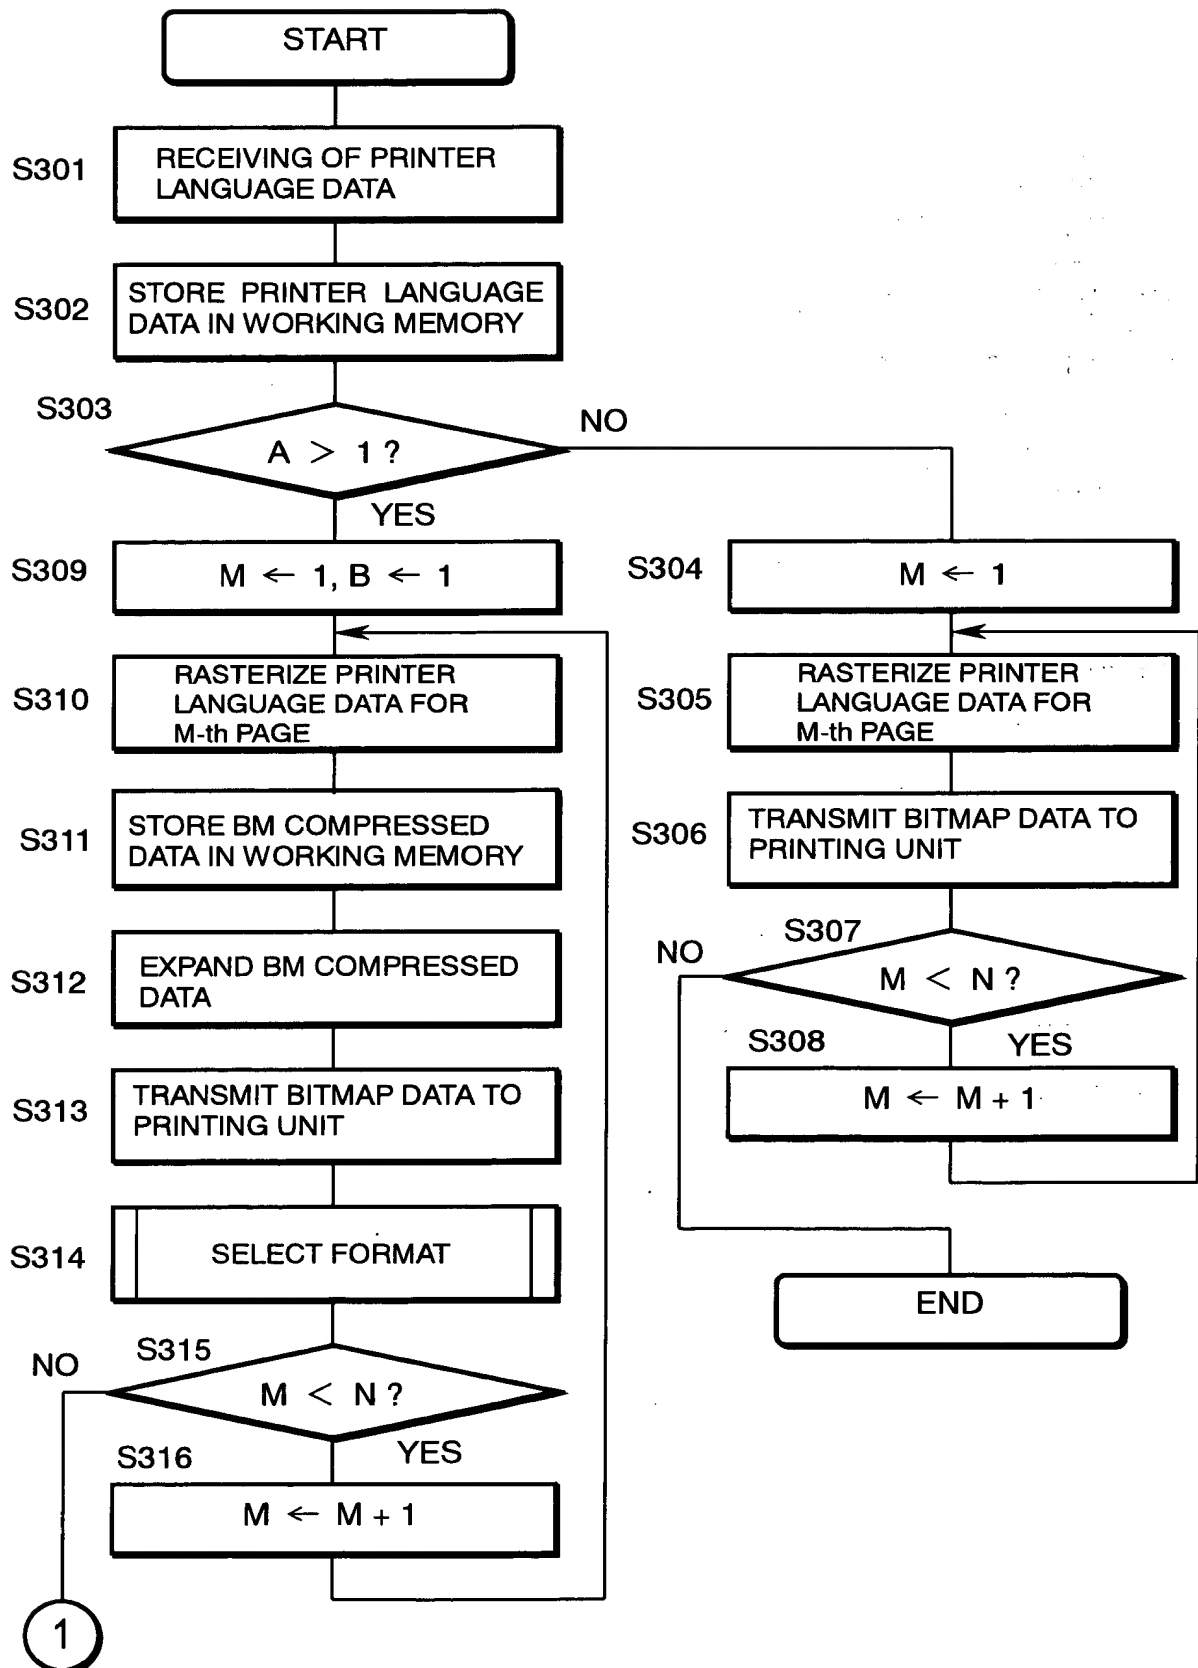 START
S301
RECEIVING OF PRINTER
LANGUAGE DATA
S302
STORE PRINTER LANGUAGE
DATA IN WORKING MEMORY
S303
A > 1 ?
NO
YES
S309
M ← 1, B ← 1
S310
RASTERIZE PRINTER
LANGUAGE DATA FOR
M-th PAGE
S311
STORE BM COMPRESSED
DATA IN WORKING MEMORY
S312
EXPAND BM COMPRESSED
DATA
S313
TRANSMIT BITMAP DATA TO
PRINTING UNIT
S314
SELECT FORMAT
S315
NO
M < N ?
YES
S316
M ← M + 1
1
S304
M ← 1
S305
RASTERIZE PRINTER
LANGUAGE DATA FOR
M-th PAGE
S306
TRANSMIT BITMAP DATA TO
PRINTING UNIT
S307
NO
M < N ?
S308
YES
M ← M + 1
END